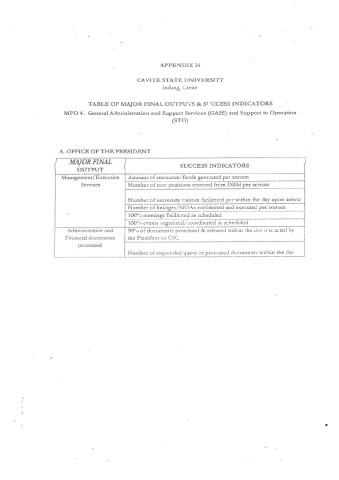 APPENDIX H
CAVITE STATE UNIVERSITY
Indang, Cavite
TABLE OF MAJOR FINAL OUTPUTS & SUCCESS INDICATORS
MFO 4. General Administration and Support Services (GASS) and Support to Operation
(STO)
A. OFFICE OF THE PRESIDENT
MAJOR FINAL
OUTPUT
SUCCESS INDICATORS
Management/Executive
Services
Amount of resources/funds generated per annum
Number of new positions received from DBM per annum
Number of university visitors facilitated per within the day upon arrival
Number of linkages/MOAs established and executed per annum
100% meetings facilitated as scheduled
100% events organized/coordinated as scheduled
Administrative and
Financial documents
processed
90% of documents processed & released within the day it is acted by
the President or OIC.
Number of responded query or processed documents within the day